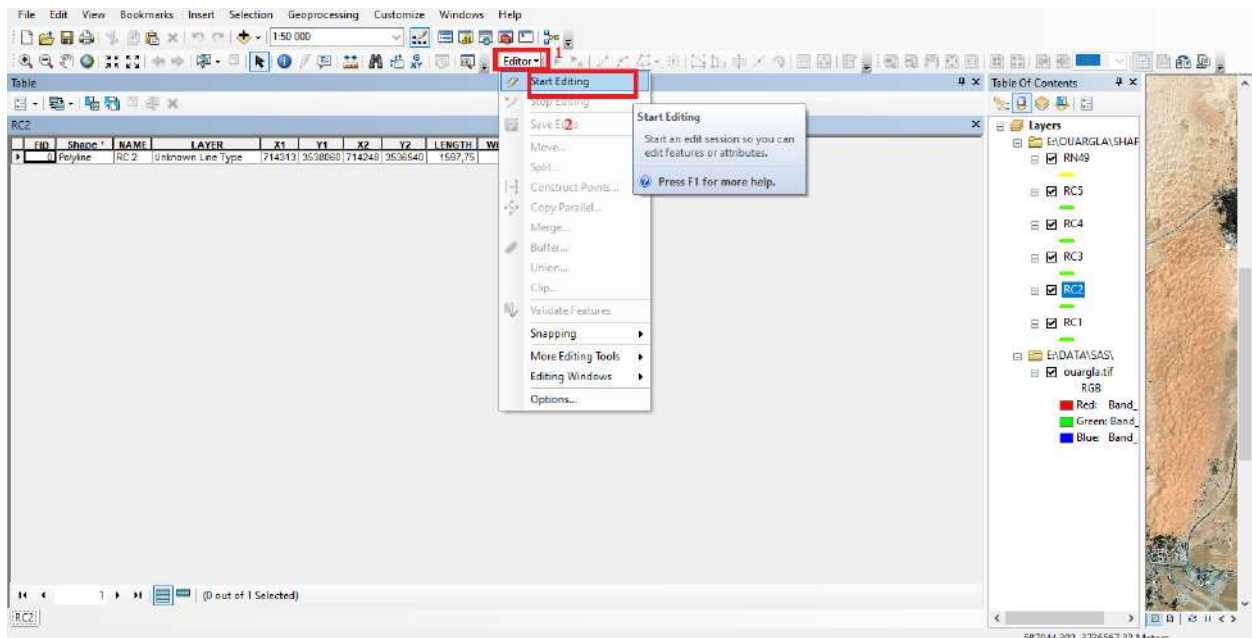 File Edit View Bookmarks Insert Selection Geoprocessing Customize Windows Help
1:50 000
Editor 1
Table
Table Of Contents
RC2
FID Shape * NAME LAYER X1 Y1 X2 Y2 LENGTH
0 Polyline RC 2 Unknown Line Type 714313 3538060 714248 3536540 1597,75
Start Editing
Stop Editing
Save Edits 2
Move...
Split...
Construct Points...
Copy Parallel...
Merge...
Buffer...
Union...
Clip...
Validate Features
Snapping
More Editing Tools
Editing Windows
Options...
Start Editing
Start an edit session so you can
edit features or attributes.
Press F1 for more help.
Layers
E:\OUARGLA\SHAF
RN49
RC5
RC4
RC3
RC2
RC1
E:\DATA\SAS\
ouargla.tif
RGB
Red: Band_
Green: Band_
Blue: Band_
1 (0 out of 1 Selected)
RC2